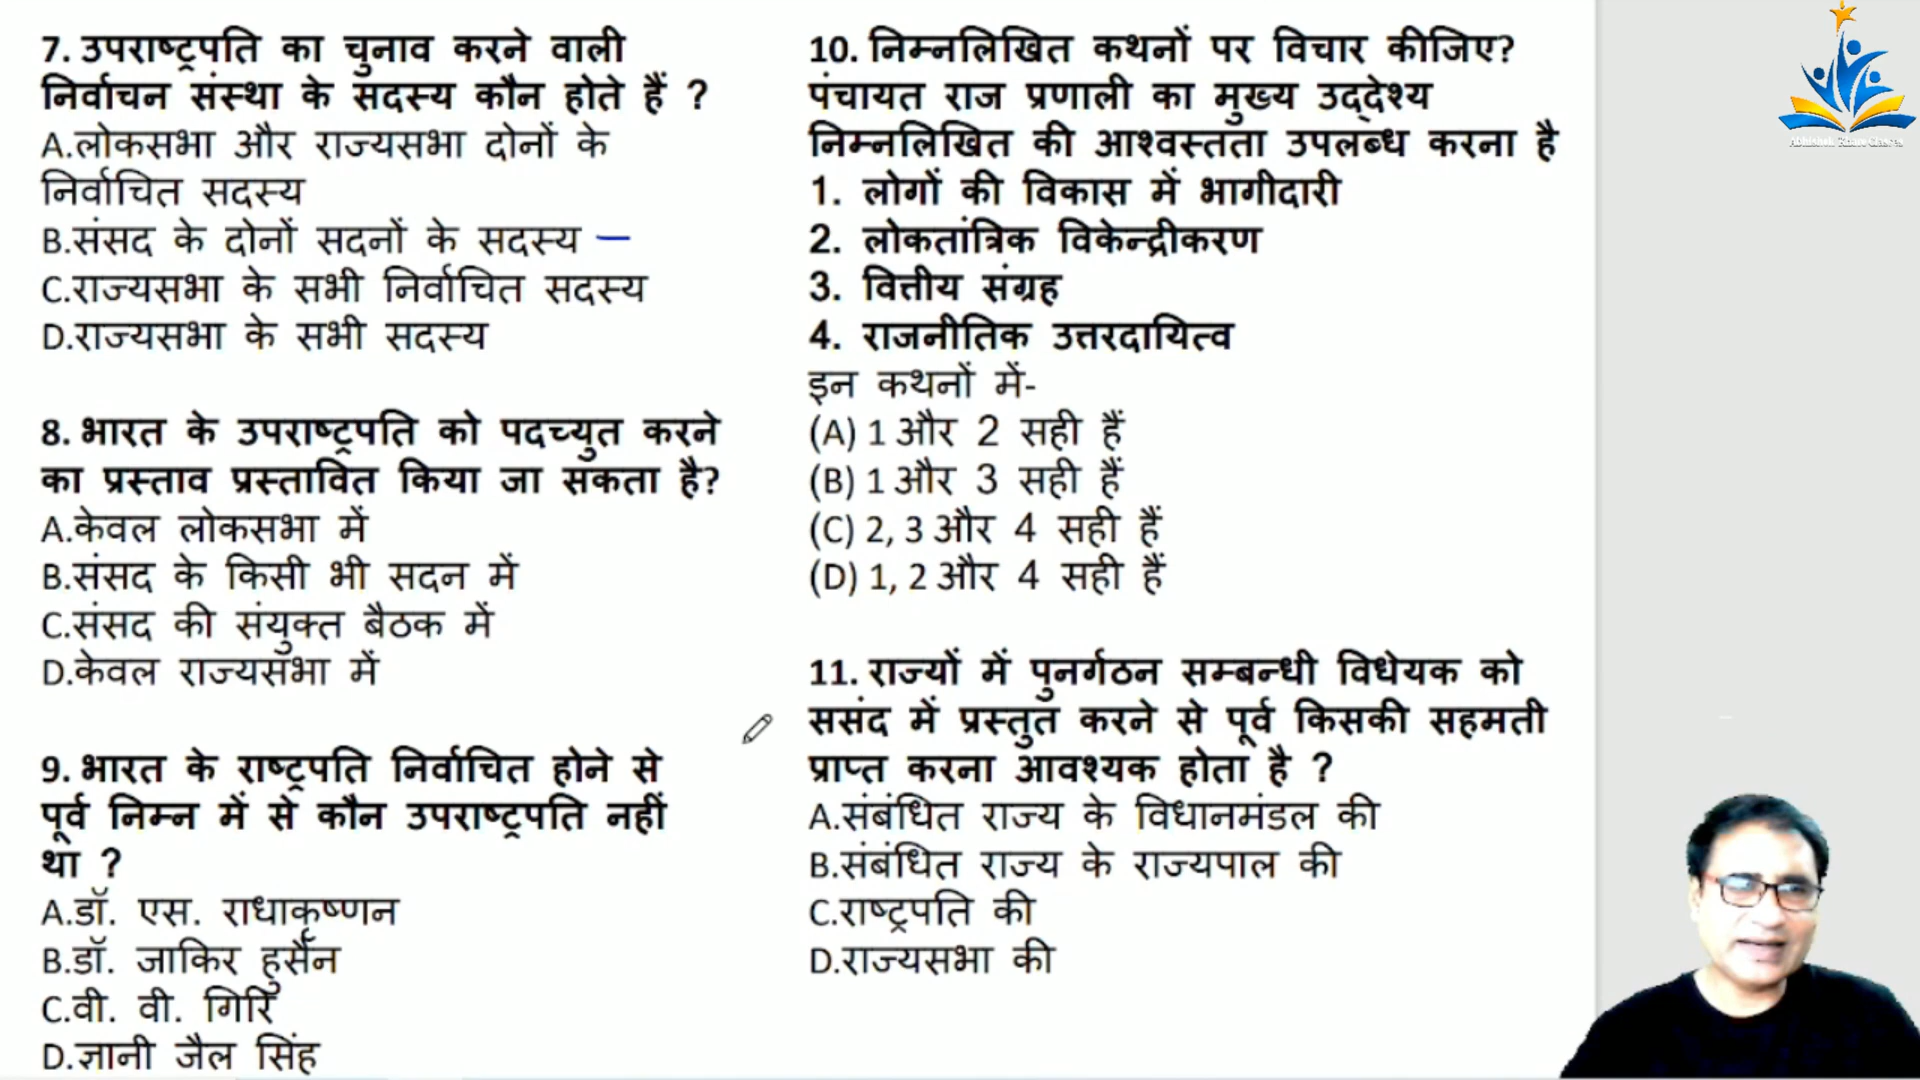 7. उपराष्ट्रपति का चुनाव करने वाली
निर्वाचन संस्था के सदस्य कौन होते हैं ?
A.लोकसभा और राज्यसभा दोनों के
निर्वाचित सदस्य
B.संसद के दोनों सदनों के सदस्य
C.राज्यसभा के सभी निर्वाचित सदस्य
D.राज्यसभा के सभी सदस्य
8. भारत के उपराष्ट्रपति को पदच्युत करने
का प्रस्ताव प्रस्तावित किया जा सकता है?
A.केवल लोकसभा में
B.संसद के किसी भी सदन में
C.संसद की संयुक्त बैठक में
D.केवल राज्यसभा में
9. भारत के राष्ट्रपति निर्वाचित होने से
पूर्व निम्न में से कौन उपराष्ट्रपति नहीं
था ?
A.डॉ. एस. राधाकृष्णन
B.डॉ. जाकिर हुसैन
C.वी. वी. गिरि
D.ज्ञानी जैल सिंह
10. निम्नलिखित कथनों पर विचार कीजिए?
पंचायत राज प्रणाली का मुख्य उद्देश्य
निम्नलिखित की आश्वस्तता उपलब्ध करना है
1. लोगों की विकास में भागीदारी
2. लोकतांत्रिक विकेन्द्रीकरण
3. वित्तीय संग्रह
4. राजनीतिक उत्तरदायित्व
इन कथनों में-
(A) 1 और 2 सही हैं
(B) 1 और 3 सही हैं
(C) 2, 3 और 4 सही हैं
(D) 1, 2 और 4 सही हैं
11. राज्यों में पुनर्गठन सम्बन्धी विधेयक को
ससंद में प्रस्तुत करने से पूर्व किसकी सहमती
प्राप्त करना आवश्यक होता है ?
A.संबंधित राज्य के विधानमंडल की
B.संबंधित राज्य के राज्यपाल की
C.राष्ट्रपति की
D.राज्यसभा की
Abhishek Khare Classes